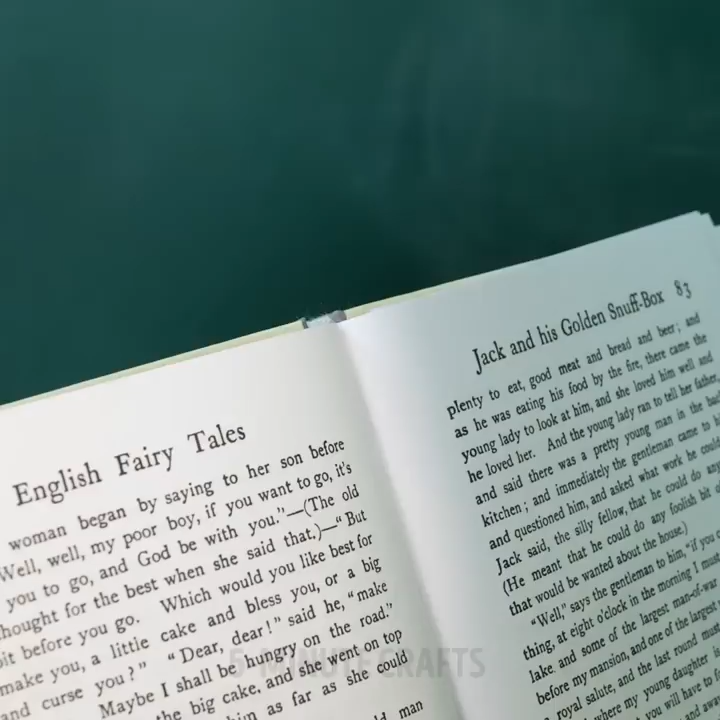 English Fairy Tales
woman began by saying to her son before
Well, well, my poor boy, if you want to go, it's
you to go, and God be with you."—(The old
thought for the best when she said that.)—"But
bit before you go. Which would you like best for
make you, a little cake and bless you, or a big
and curse you?" "Dear, dear!" said he, "make
Maybe I shall be hungry on the road."
the big cake, and she went on top
him as far as she could
man
Jack and his Golden Snuff-Box 83
plenty to eat, good meat and bread and beer; and
as he was eating his food by the fire, there came the
young lady to look at him, and she loved him well and
he loved her. And the young lady ran to tell her father,
and said there was a pretty young man in the back
kitchen; and immediately the gentleman came to
and questioned him, and asked what work he could
Jack said, the silly fellow, that he could do
(He meant that he could do any foolish bit of
that would be wanted about the house.)
"Well," says the gentleman to him, "if you
thing, at eight o'clock in the morning I must
lake and some of the largest man-of-war
before my mansion, and one of the largest
royal salute, and the last round must
where my young daughter is
you will have to
5-MINUTE CRAFTS